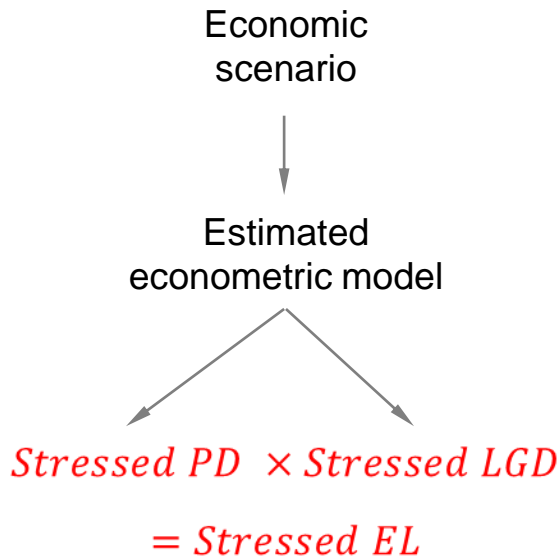 Economic
scenario
Estimated
econometric model
Stressed PD × Stressed LGD
= Stressed EL